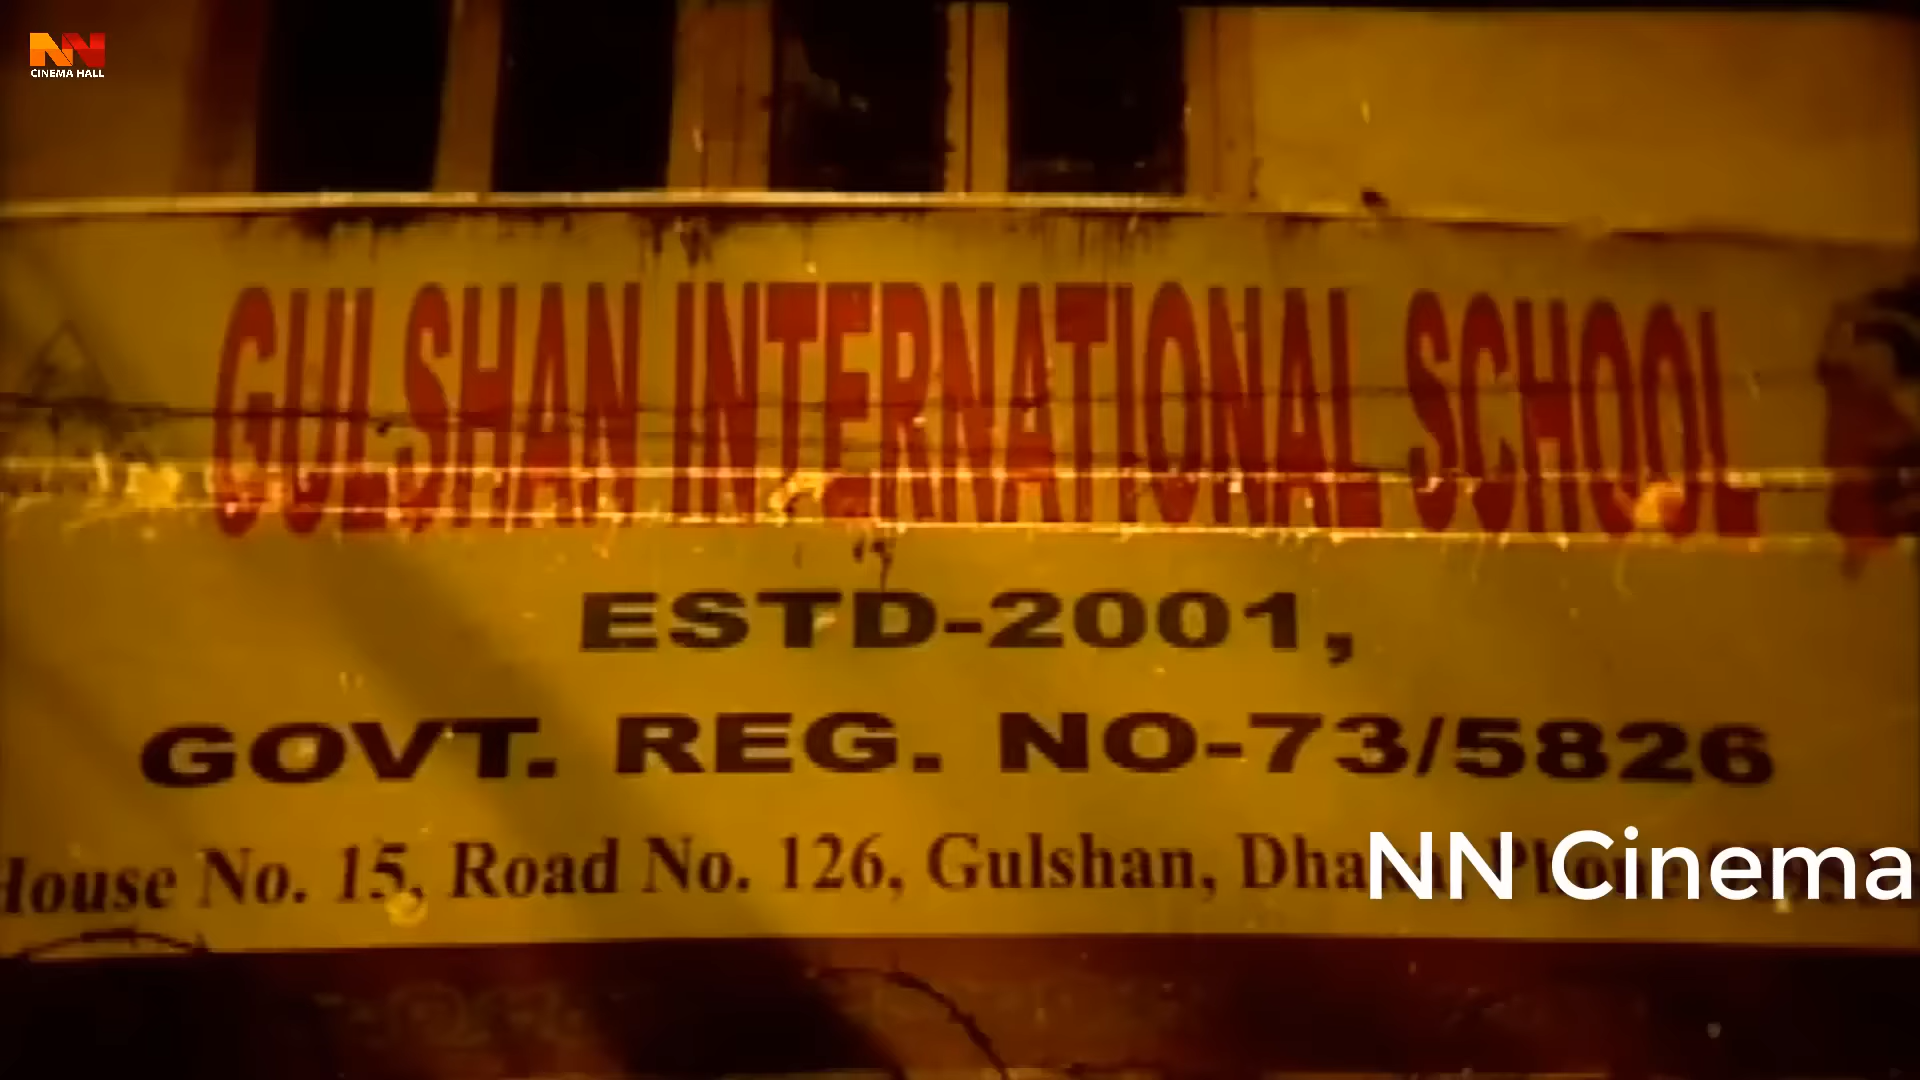 NN
CINEMA HALL
GULSHAN INTERNATIONAL SCHOOL
ESTD-2001,
GOVT. REG. NO-73/5826
House No. 15, Road No. 126, Gulshan,
NN Cinema